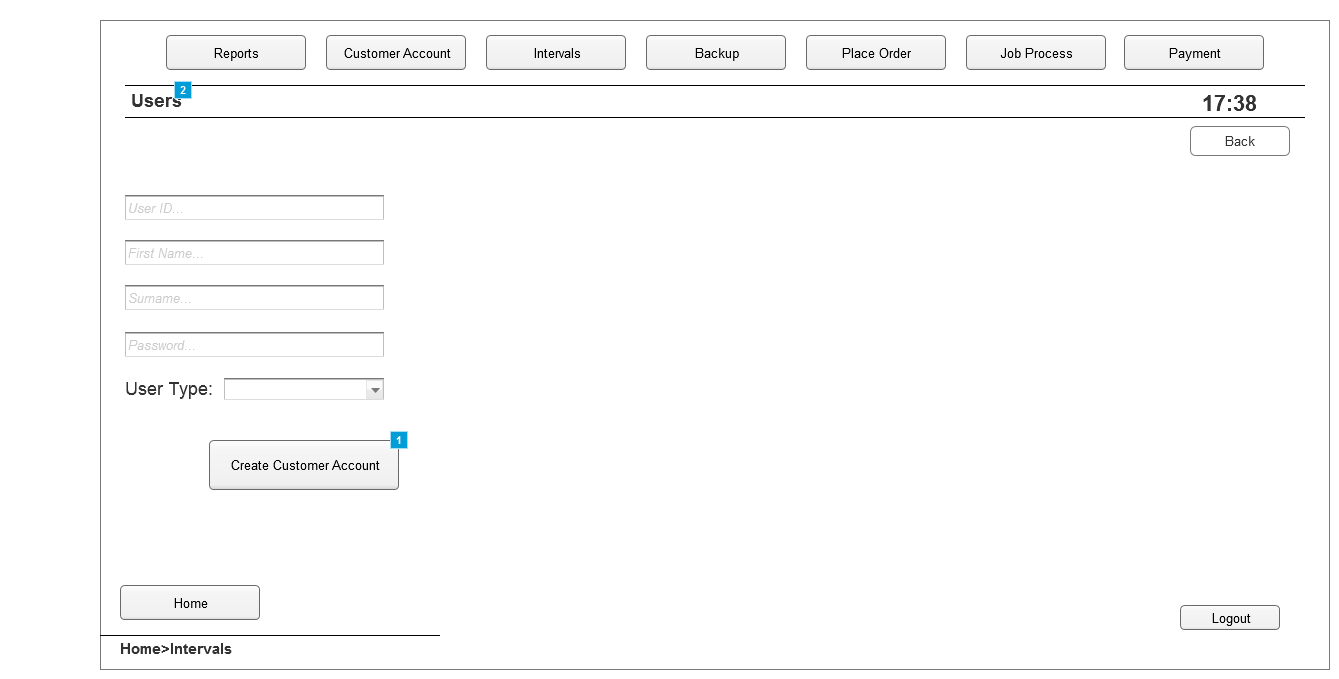 Reports Customer Account Intervals Backup Place Order Job Process Payment
2
Users 17:38
Back
User ID...
First Name...
Surname...
Password...
User Type:
1
Create Customer Account
Home
Logout
Home>Intervals